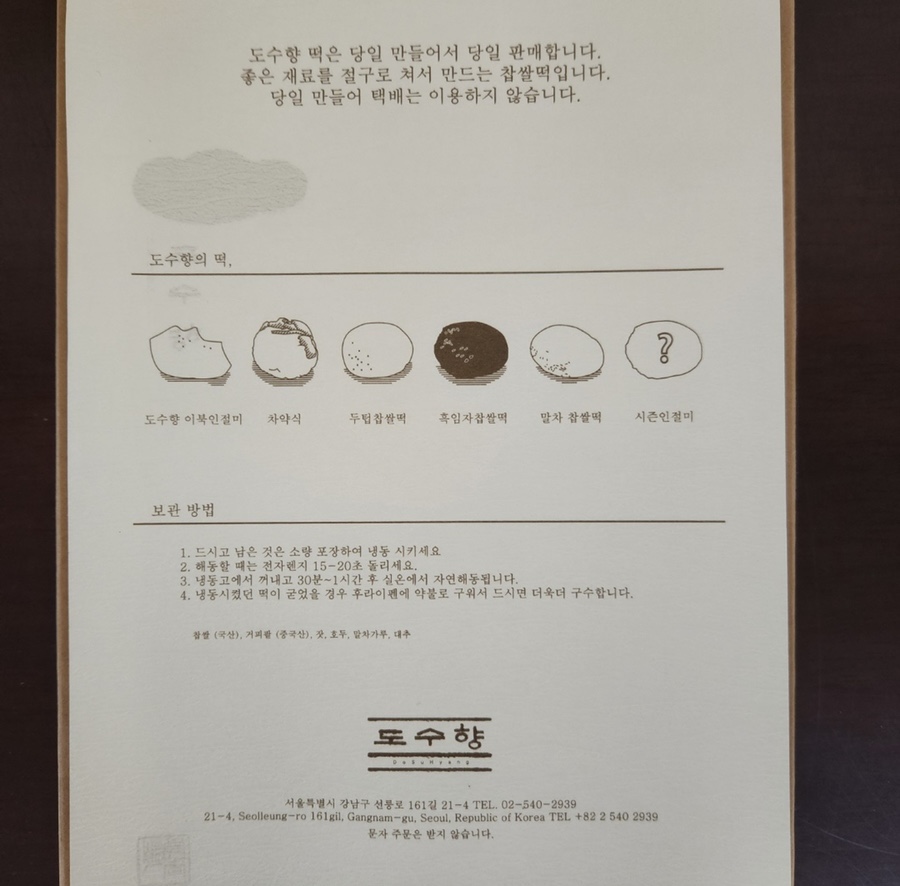 도수향 떡은 당일 만들어서 당일 판매합니다.
좋은 재료를 절구로 쳐서 만드는 찹쌀떡입니다.
당일 만들어 택배는 이용하지 않습니다.
도수향의 떡,
?
도수향 이북인절미 차약식 두텁찹쌀떡 흑임자찹쌀떡 말차 찹쌀떡 시즌인절미
보관 방법
1. 드시고 남은 것은 소량 포장하여 냉동 시키세요
2. 해동할 때는 전자렌지 15-20초 돌리세요.
3. 냉동고에서 꺼내고 30분~1시간 후 실온에서 자연해동됩니다.
4. 냉동시켰던 떡이 굳었을 경우 후라이펜에 약불로 구워서 드시면 더욱더 구수합니다.
찹쌀 (국산), 거피팥 (중국산), 잣, 호두, 말차가루, 대추
도수향
DoSuHyang
서울특별시 강남구 선릉로 161길 21-4 TEL. 02-540-2939
21-4, Seolleung-ro 161gil, Gangnam-gu, Seoul, Republic of Korea TEL +82 2 540 2939
문자 주문은 받지 않습니다.